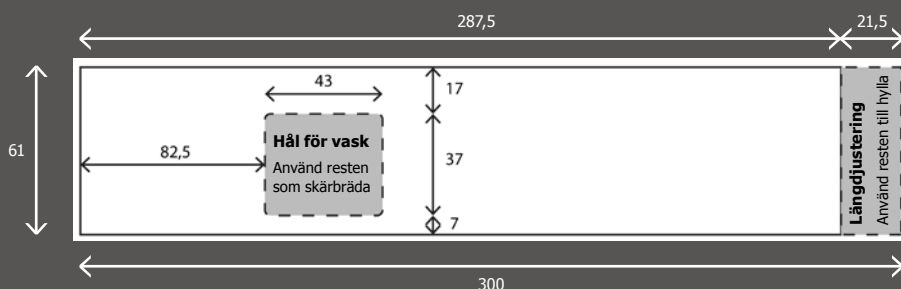 287,5
21,5
43
17
61
Hål för vask
82,5
37
Använd resten
som skärbräda
7
Längdjustering
Använd resten till hylla
300